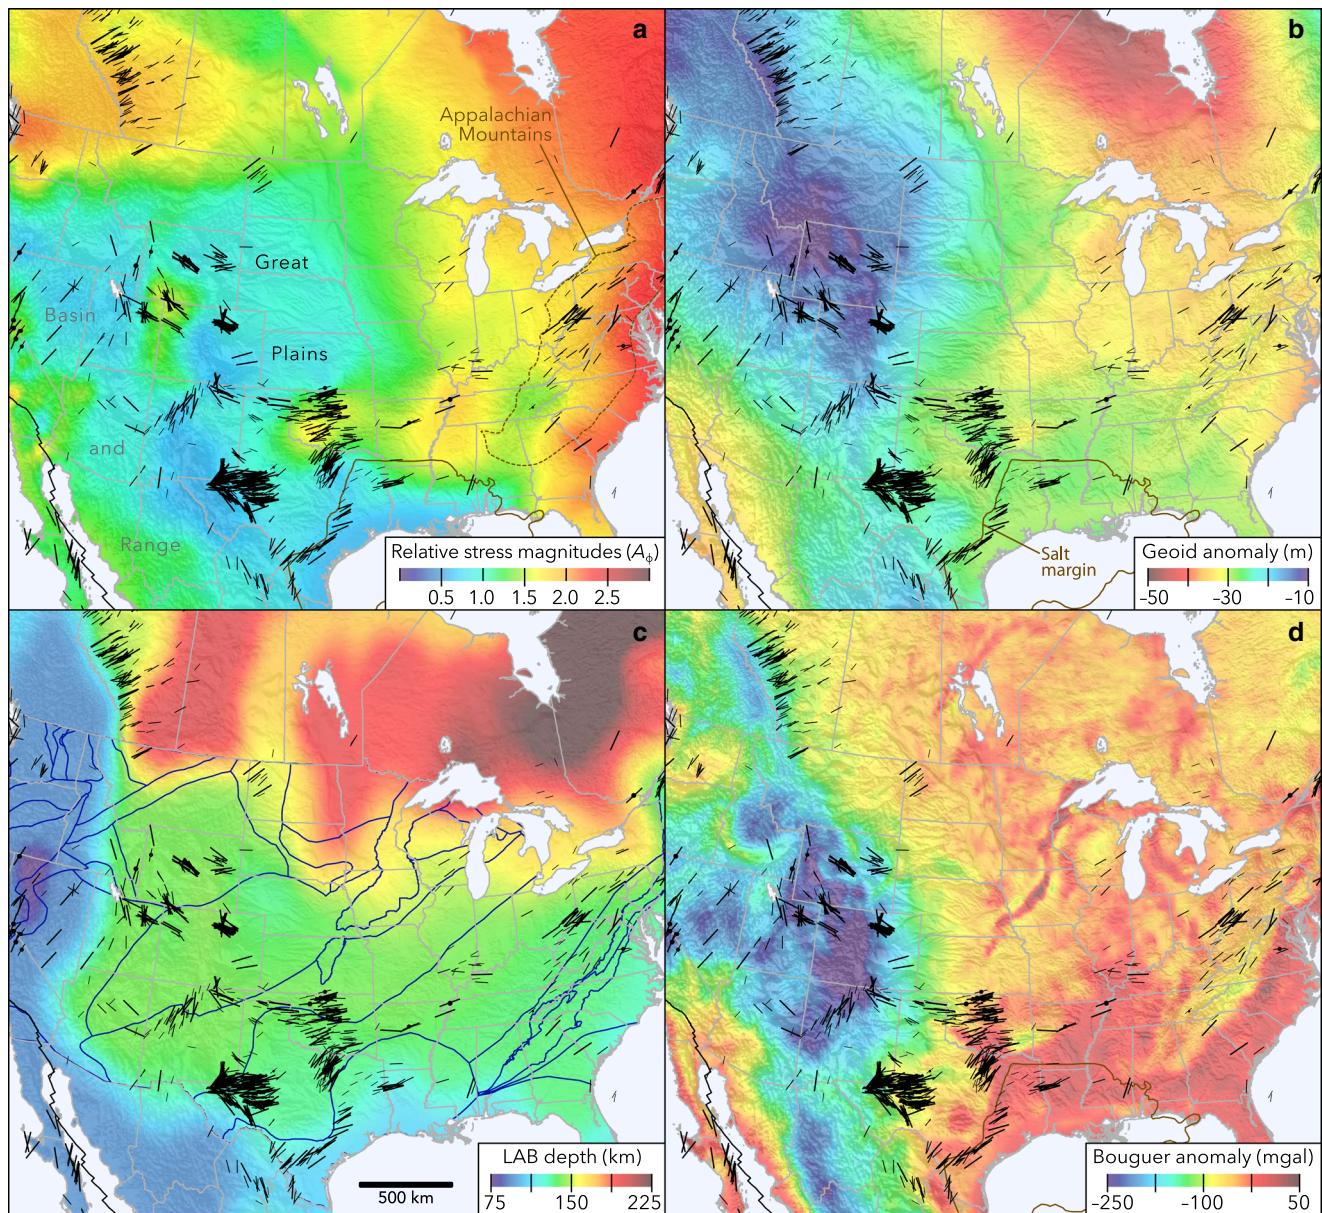 a
Appalachian
Mountains
Great
Basin
Plains
and
Range
Relative stress magnitudes (Aϕ)
0.5 1.0 1.5 2.0 2.5
b
Salt
margin
Geoid anomaly (m)
–50 –30 –10
c
500 km
LAB depth (km)
75 150 225
d
Bouguer anomaly (mgal)
–250 –100 50